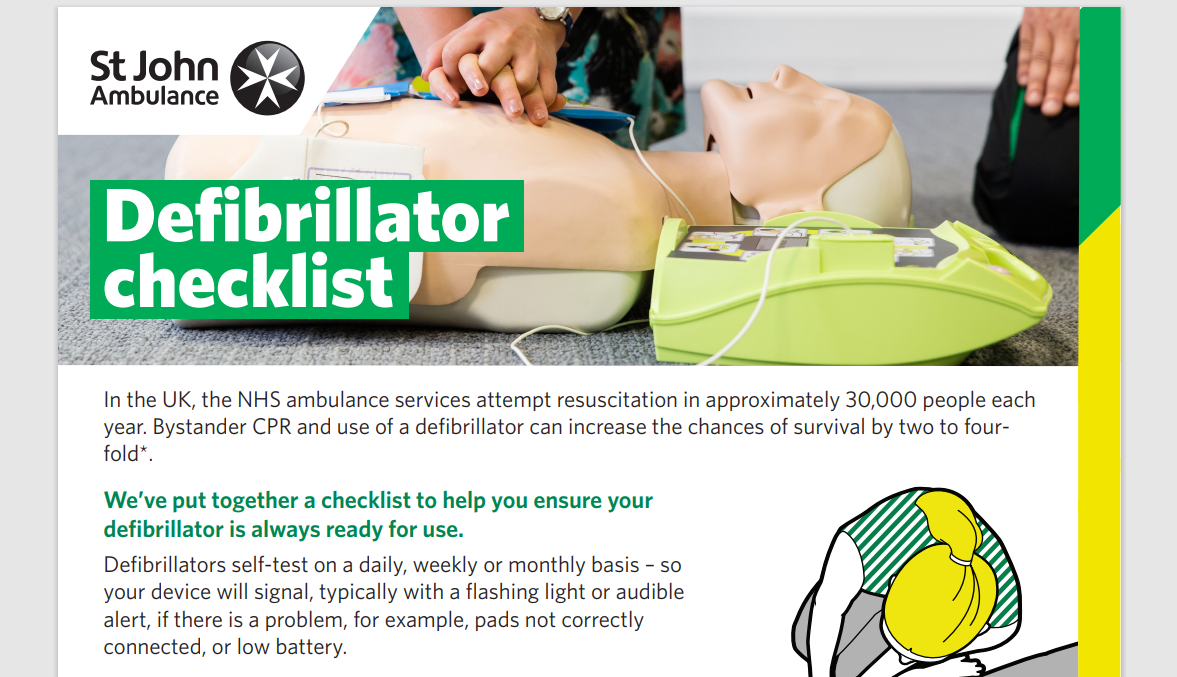 St John
Ambulance
Defibrillator
checklist
In the UK, the NHS ambulance services attempt resuscitation in approximately 30,000 people each
year. Bystander CPR and use of a defibrillator can increase the chances of survival by two to four-
fold*.
We’ve put together a checklist to help you ensure your
defibrillator is always ready for use.
Defibrillators self-test on a daily, weekly or monthly basis – so
your device will signal, typically with a flashing light or audible
alert, if there is a problem, for example, pads not correctly
connected, or low battery.